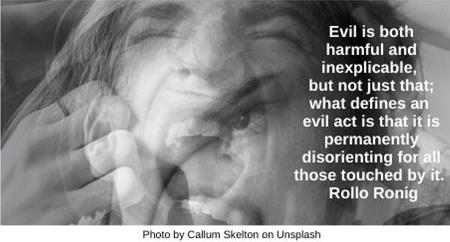 Evil is both
harmful and
inexplicable,
but not just that;
what defines an
evil act is that it is
permanently
disorienting for all
those touched by it.
Rollo Ronig
Photo by Callum Skelton on Unsplash